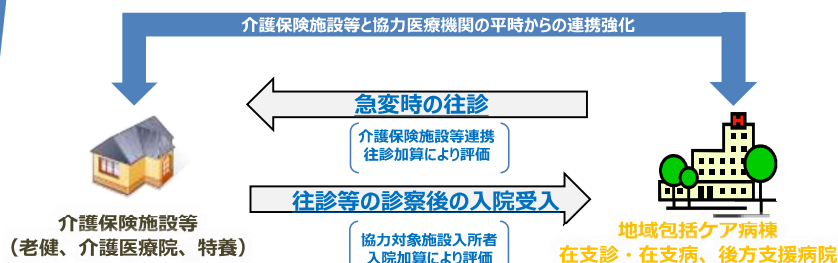 介護保険施設等と協力医療機関の平時からの連携強化
急変時の往診
介護保険施設等連携
往診加算により評価
往診等の診察後の入院受入
協力対象施設入所者
入院加算により評価
介護保険施設等
（老健、介護医療院、特養）
H
地域包括ケア病棟
在支診・在支病、後方支援病院